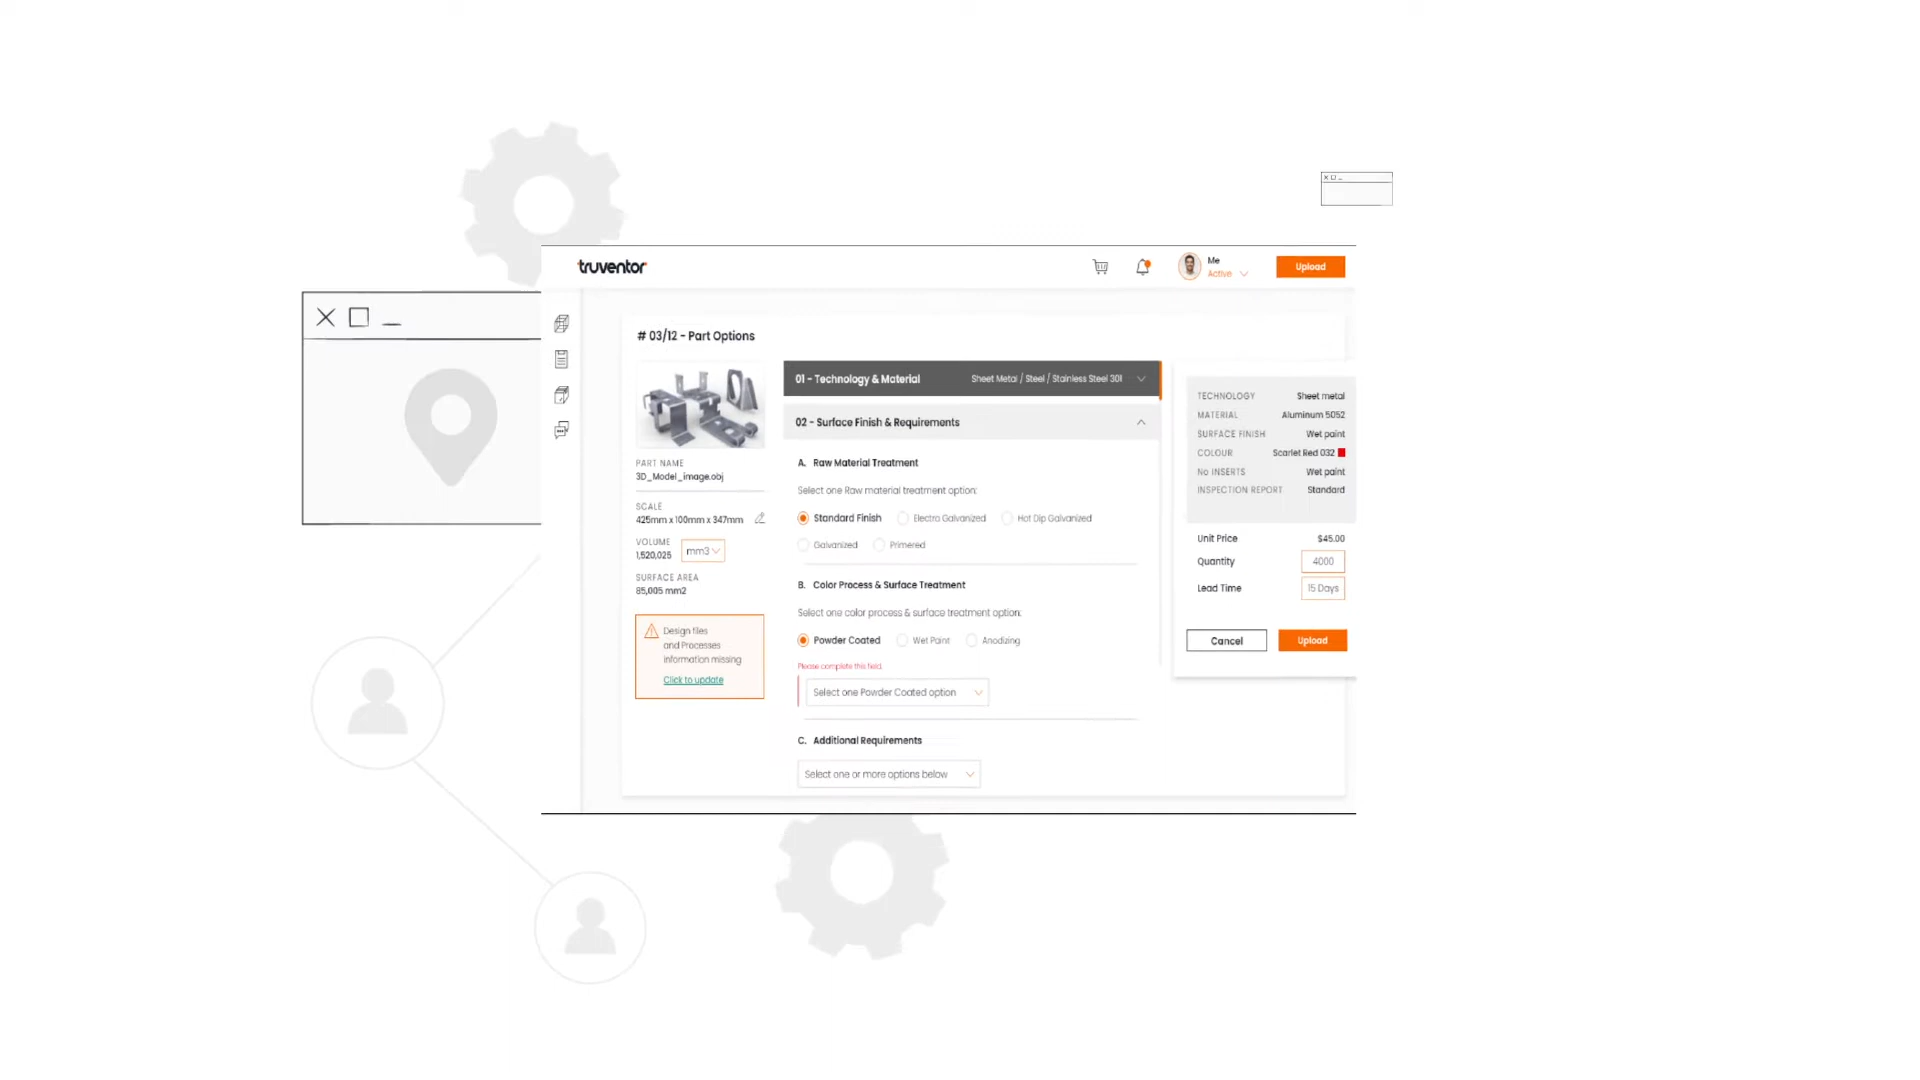 truventor
Me
Active
Upload
# 03/12 - Part Options
PART NAME
3D_Model_image.obj
SCALE
425mm x 100mm x 347mm
VOLUME
1,520,025
mm3
SURFACE AREA
85,005 mm2
Design files
and Processes
information missing
Click to update
01 - Technology & Material
Sheet Metal / Steel / Stainless Steel 301
02 - Surface Finish & Requirements
A. Raw Material Treatment
Select one Raw material treatment option:
Standard Finish Electro Galvanized Hot Dip Galvanized
Galvanized Primered
B. Color Process & Surface Treatment
Select one color process & surface treatment option:
Powder Coated Wet Paint Anodizing
Please complete this field.
Select one Powder Coated option
C. Additional Requirements
Select one or more options below
TECHNOLOGY Sheet metal
MATERIAL Aluminum 5052
SURFACE FINISH Wet paint
COLOUR Scarlet Red 032
No INSERTS Wet paint
INSPECTION REPORT Standard
Unit Price $45.00
Quantity 4000
Lead Time 15 Days
Cancel Upload